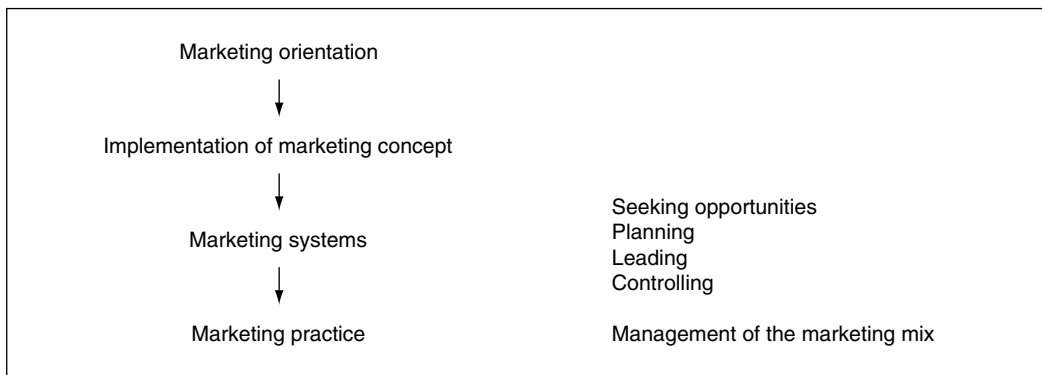 Marketing orientation
Implementation of marketing concept
Marketing systems
Seeking opportunities
Planning
Leading
Controlling
Marketing practice
Management of the marketing mix